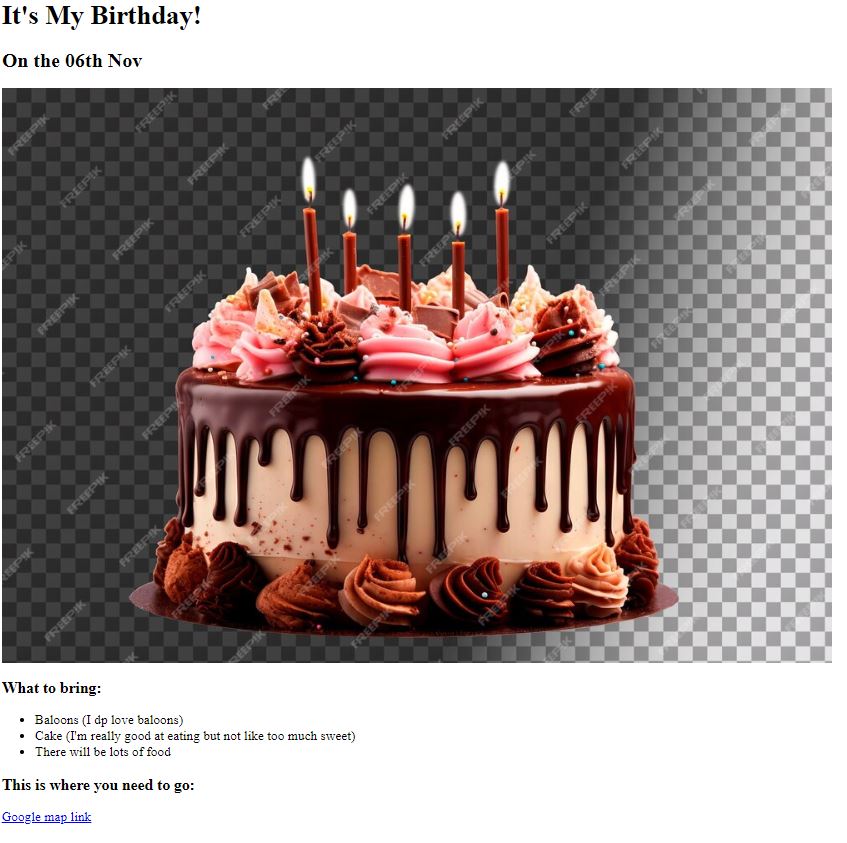 It's My Birthday!
On the 06th Nov
FREEPIK
What to bring:
Baloons (I dp love baloons)
Cake (I'm really good at eating but not like too much sweet)
There will be lots of food
This is where you need to go:
Google map link